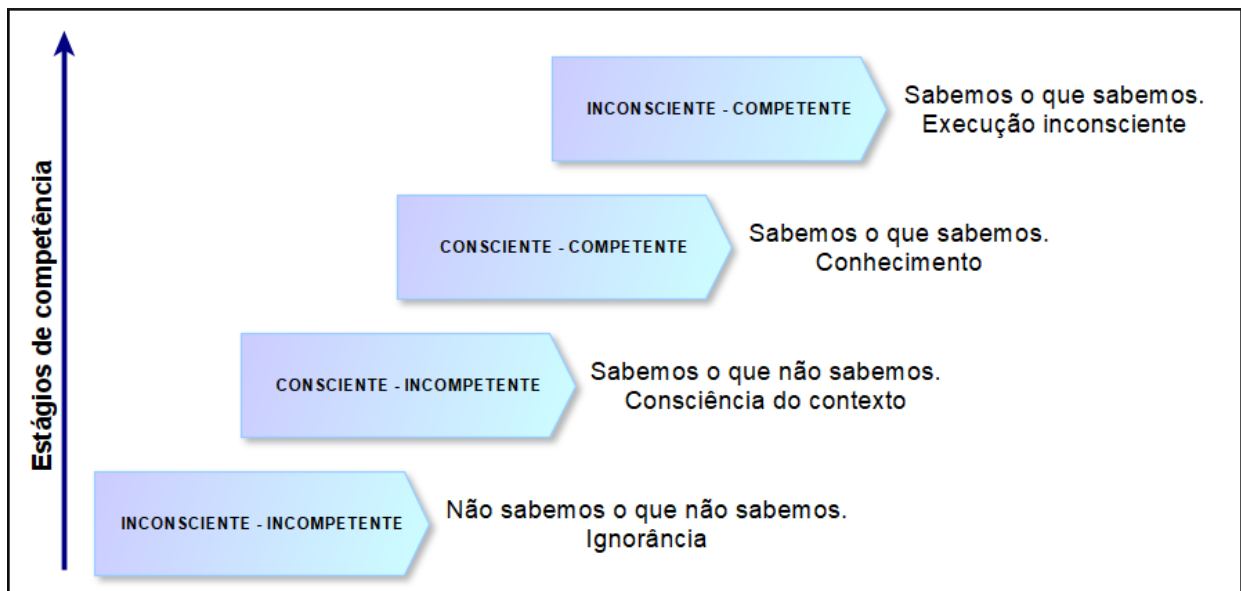 Estágios de competência
INCONSCIENTE - COMPETENTE
Sabemos o que sabemos.
Execução inconsciente
CONSCIENTE - COMPETENTE
Sabemos o que sabemos.
Conhecimento
CONSCIENTE - INCOMPETENTE
Sabemos o que não sabemos.
Consciência do contexto
INCONSCIENTE - INCOMPETENTE
Não sabemos o que não sabemos.
Ignorância